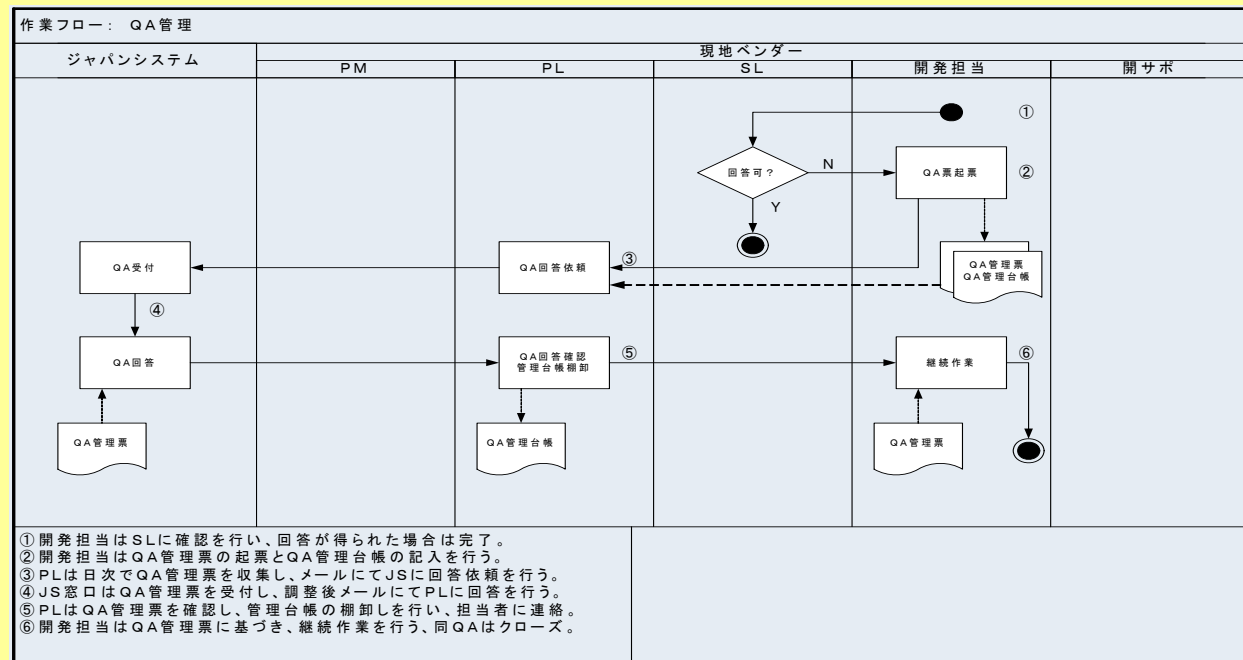 作業フロー： QA管理
ジャパンシステム
現地ベンダー
PM
PL
SL
開発担当
開サポ
①
回答可？
N
QA票起票
②
Y
QA受付
QA回答依頼
③
QA管理票
QA管理台帳
④
QA回答
QA回答確認
管理台帳棚卸
⑤
継続作業
⑥
QA管理票
QA管理台帳
QA管理票
①開発担当はSLに確認を行い、回答が得られた場合は完了。
②開発担当はQA管理票の起票とQA管理台帳の記入を行う。
③PLは日次でQA管理票を収集し、メールにてJSに回答依頼を行う。
④JS窓口はQA管理票を受付し、調整後メールにてPLに回答を行う。
⑤PLはQA管理票を確認し、管理台帳の棚卸しを行い、担当者に連絡。
⑥開発担当はQA管理票に基づき、継続作業を行う、同QAはクローズ。